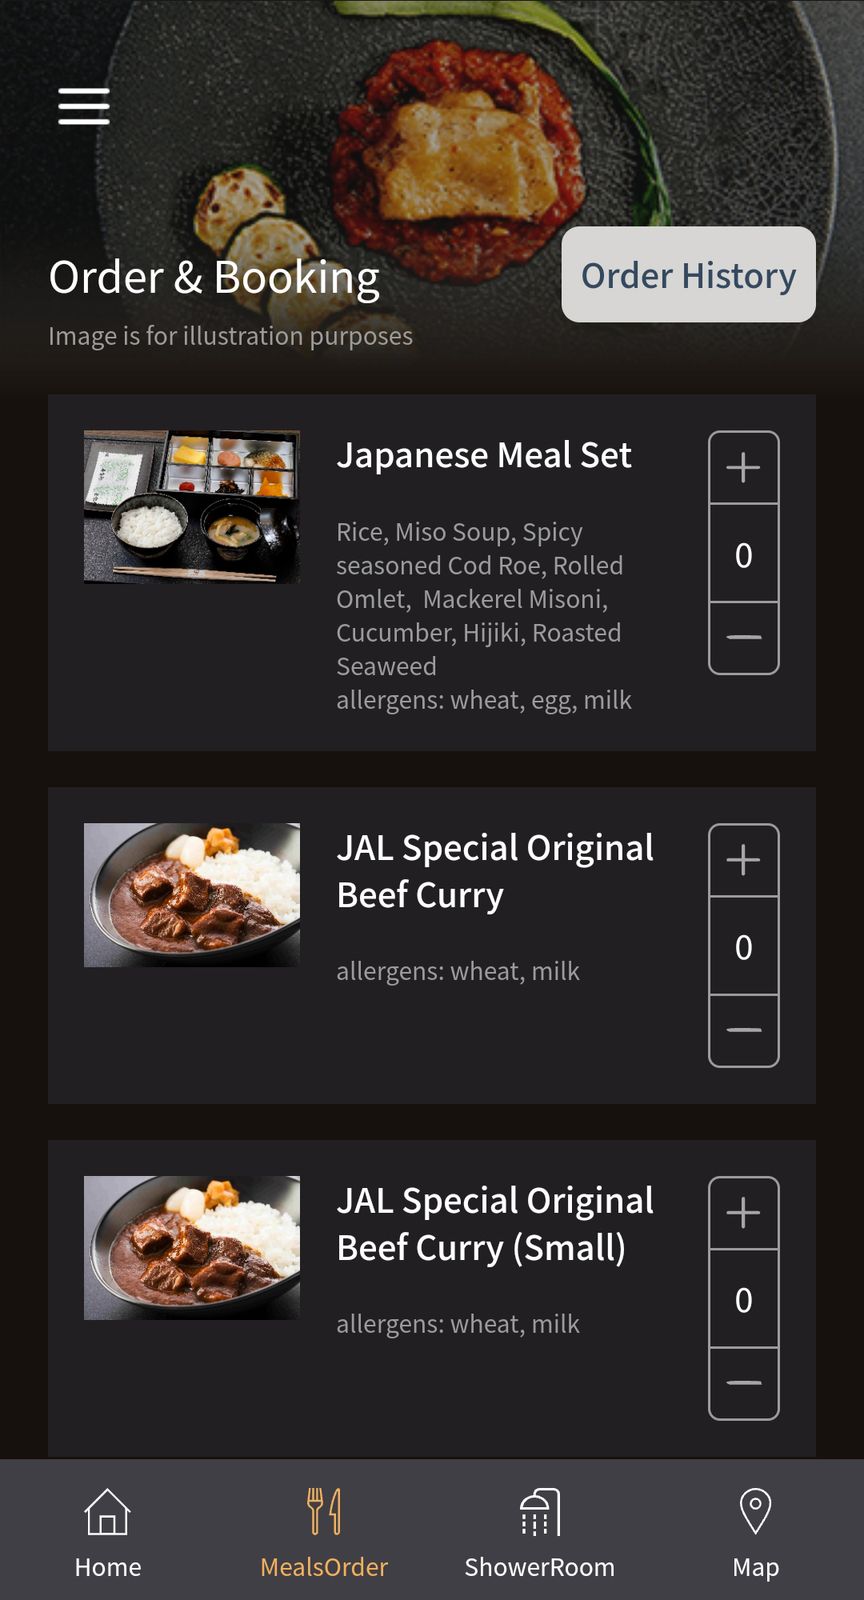 Order & Booking
Order History
Image is for illustration purposes
Japanese Meal Set
Rice, Miso Soup, Spicy
seasoned Cod Roe, Rolled
Omlet,  Mackerel Misoni,
Cucumber, Hijiki, Roasted
Seaweed
allergens: wheat, egg, milk
0
JAL Special Original
Beef Curry
allergens: wheat, milk
0
JAL Special Original
Beef Curry (Small)
allergens: wheat, milk
0
Home
MealsOrder
ShowerRoom
Map